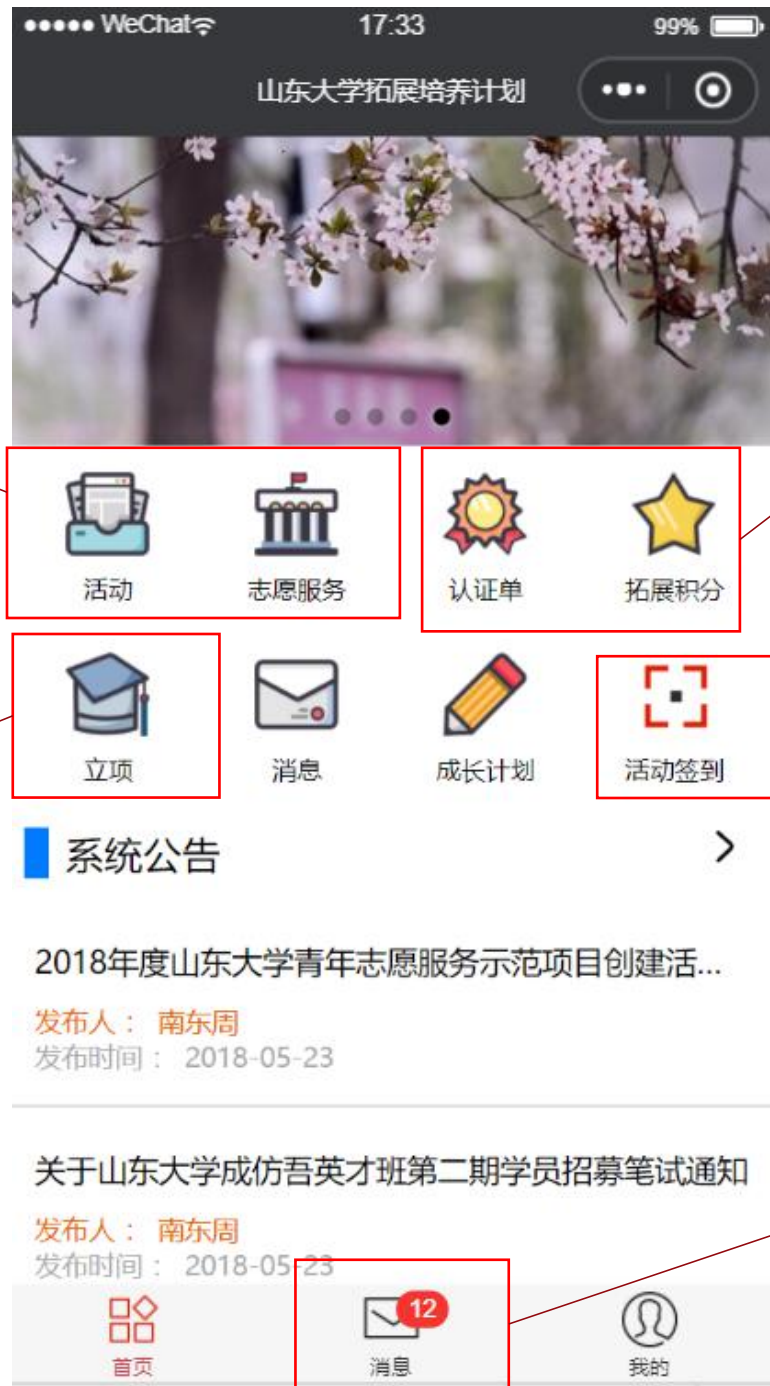 WeChat 17:33 99%
山东大学拓展培养计划
活动 志愿服务 认证单 拓展积分
立项 消息 成长计划 活动签到
系统公告
2018年度山东大学青年志愿服务示范项目创建活...
发布人： 南东周
发布时间： 2018-05-23
关于山东大学成仿吾英才班第二期学员招募笔试通知
发布人： 南东周
发布时间： 2018-05-23
12
首页 消息 我的